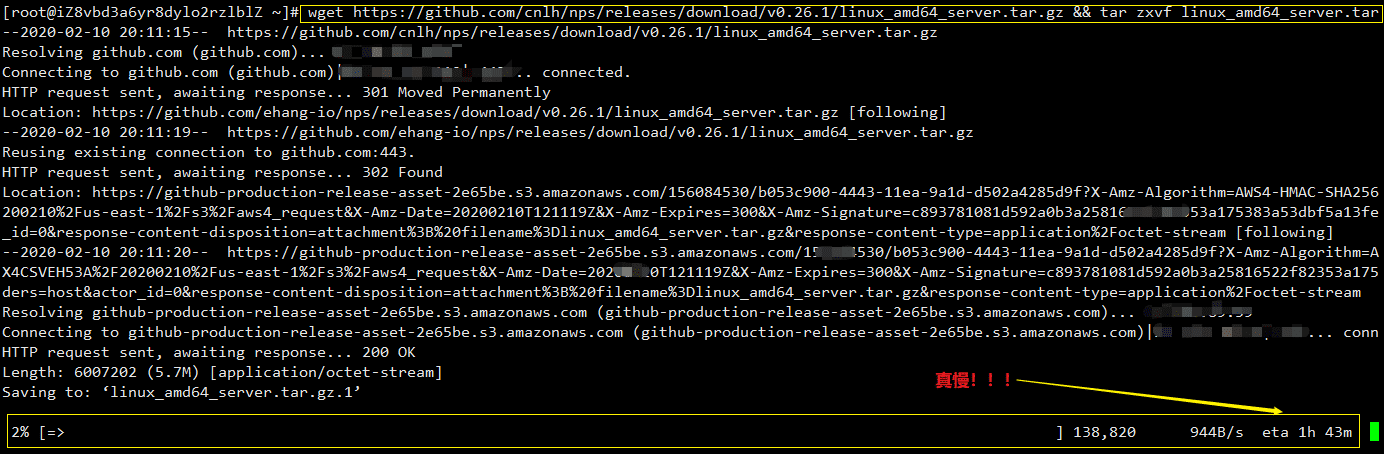 [root@iZ8vbd3a6yr8dylo2rzlblZ ~]# wget https://github.com/cnlh/nps/releases/download/v0.26.1/linux_amd64_server.tar.gz && tar zxvf linux_amd64_server.tar
--2020-02-10 20:11:15-- https://github.com/cnlh/nps/releases/download/v0.26.1/linux_amd64_server.tar.gz
Resolving github.com (github.com)...
Connecting to github.com (github.com)|... connected.
HTTP request sent, awaiting response... 301 Moved Permanently
Location: https://github.com/ehang-io/nps/releases/download/v0.26.1/linux_amd64_server.tar.gz [following]
--2020-02-10 20:11:19-- https://github.com/ehang-io/nps/releases/download/v0.26.1/linux_amd64_server.tar.gz
Reusing existing connection to github.com:443.
HTTP request sent, awaiting response... 302 Found
Location: https://github-production-release-asset-2e65be.s3.amazonaws.com/156084530/b053c900-4443-11ea-9a1d-d502a4285d9f?X-Amz-Algorithm=AWS4-HMAC-SHA256
200210%2Fus-east-1%2Fs3%2Faws4_request&X-Amz-Date=20200210T121119Z&X-Amz-Expires=300&X-Amz-Signature=c893781081d592a0b3a25816 53a175383a53dbf5a13fe
_id=0&response-content-disposition=attachment%3B%20filename%3Dlinux_amd64_server.tar.gz&response-content-type=application%2Foctet-stream [following]
--2020-02-10 20:11:20-- https://github-production-release-asset-2e65be.s3.amazonaws.com/15 4530/b053c900-4443-11ea-9a1d-d502a4285d9f?X-Amz-Algorithm=A
X4CSVEH53A%2F20200210%2Fus-east-1%2Fs3%2Faws4_request&X-Amz-Date=202 0T121119Z&X-Amz-Expires=300&X-Amz-Signature=c893781081d592a0b3a25816522f82353a175
ders=host&actor_id=0&response-content-disposition=attachment%3B%20filename%3Dlinux_amd64_server.tar.gz&response-content-type=application%2Foctet-stream
Resolving github-production-release-asset-2e65be.s3.amazonaws.com (github-production-release-asset-2e65be.s3.amazonaws.com)...
Connecting to github-production-release-asset-2e65be.s3.amazonaws.com (github-production-release-asset-2e65be.s3.amazonaws.com)|... conn
HTTP request sent, awaiting response... 200 OK
Length: 6007202 (5.7M) [application/octet-stream]
Saving to: ‘linux_amd64_server.tar.gz.1’
真慢！！！
2% [=> ] 138,820 944B/s eta 1h 43m